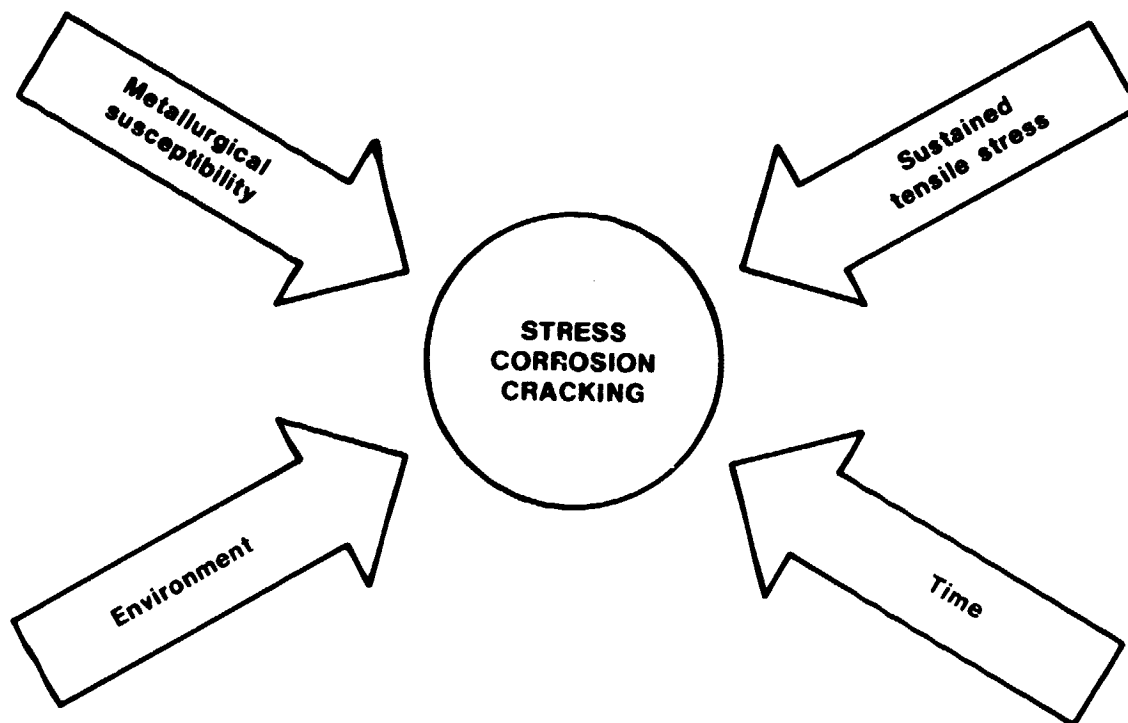 Metallurgical
susceptibility
Sustained
tensile stress
STRESS
CORROSION
CRACKING
Environment
Time